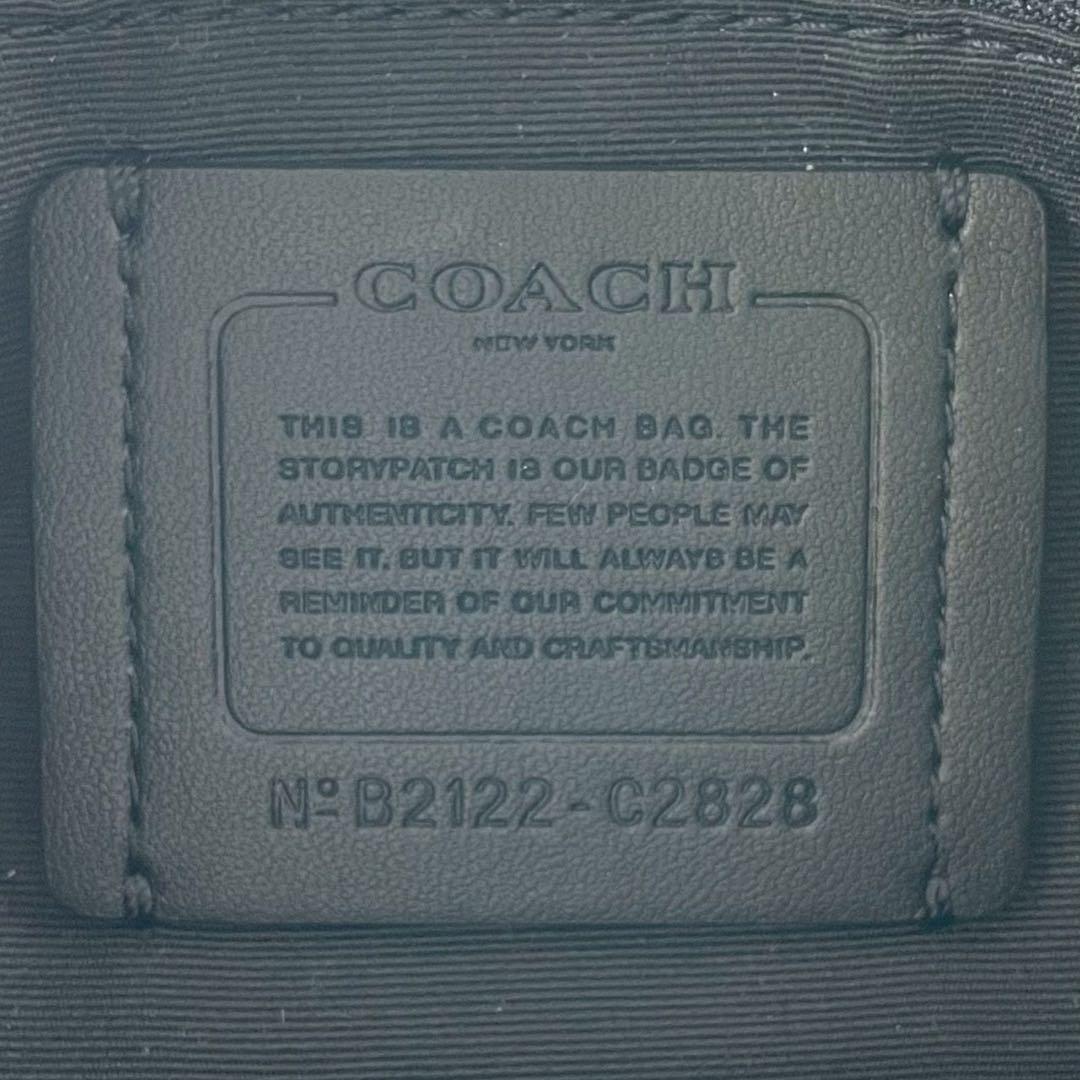 COACH
NEW YORK
THIS IS A COACH BAG. THE
STORYPATCH IS OUR BADGE OF
AUTHENTICITY. FEW PEOPLE MAY
SEE IT. BUT IT WILL ALWAYS BE A
REMINDER OF OUR COMMITMENT
TO QUALITY AND CRAFTSMANSHIP.
Nº B2122-C2828